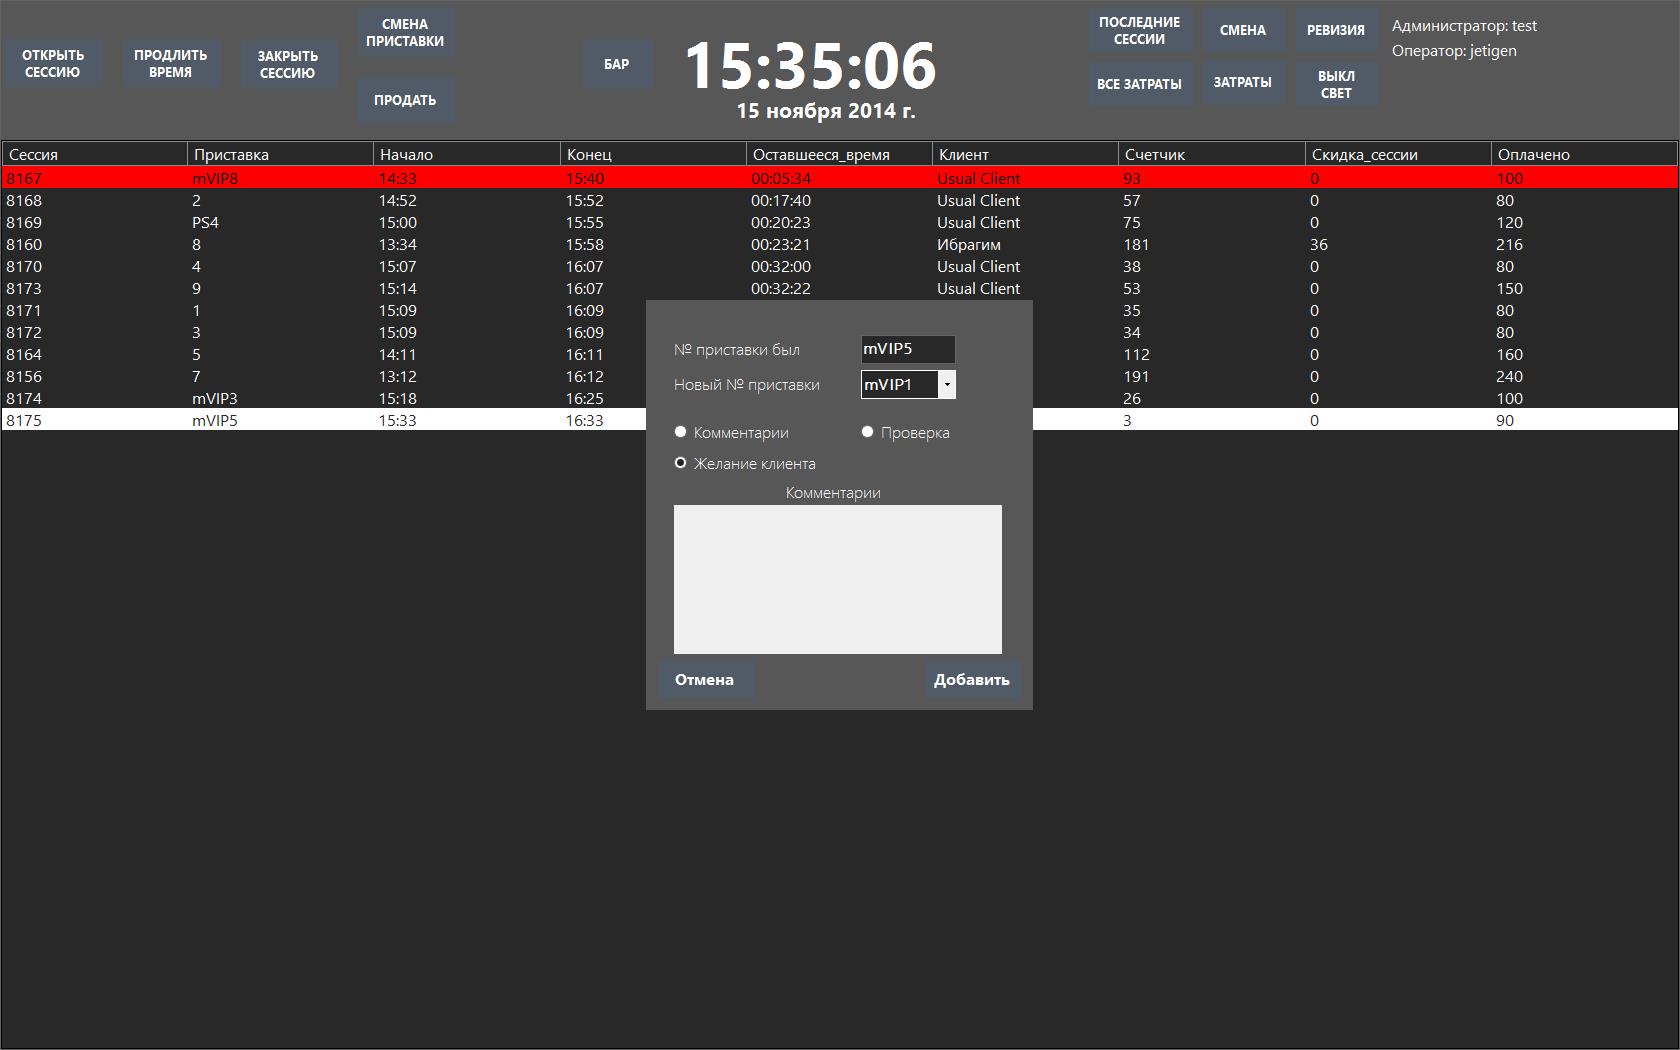 ОТКРЫТЬ
СЕССИЮ
ПРОДЛИТЬ
ВРЕМЯ
ЗАКРЫТЬ
СЕССИЮ
СМЕНА
ПРИСТАВКИ
ПРОДАТЬ
БАР
15:35:06
15 ноября 2014 г.
ПОСЛЕДНИЕ
СЕССИИ
СМЕНА
РЕВИЗИЯ
ВСЕ ЗАТРАТЫ
ЗАТРАТЫ
ВЫКЛ
СВЕТ
Администратор: test
Оператор: jetigen
Сессия Приставка Начало Конец Оставшееся_время Клиент Счетчик Скидка_сессии Оплачено
8167 mVIP8 14:33 15:40 00:05:34 Usual Client 93 0 100
8168 2 14:52 15:52 00:17:40 Usual Client 57 0 80
8169 PS4 15:00 15:55 00:20:23 Usual Client 75 0 120
8160 8 13:34 15:58 00:23:21 Ибрагим 181 36 216
8170 4 15:07 16:07 00:32:00 Usual Client 38 0 80
8173 9 15:14 16:07 00:32:22 Usual Client 53 0 150
8171 1 15:09 16:09 35 0 80
8172 3 15:09 16:09 34 0 80
8164 5 14:11 16:11 112 0 160
8156 7 13:12 16:12 191 0 240
8174 mVIP3 15:18 16:25 26 0 100
8175 mVIP5 15:33 16:33 3 0 90
№ приставки был mVIP5
Новый № приставки mVIP1
Комментарии Проверка
Желание клиента
Комментарии
Отмена Добавить